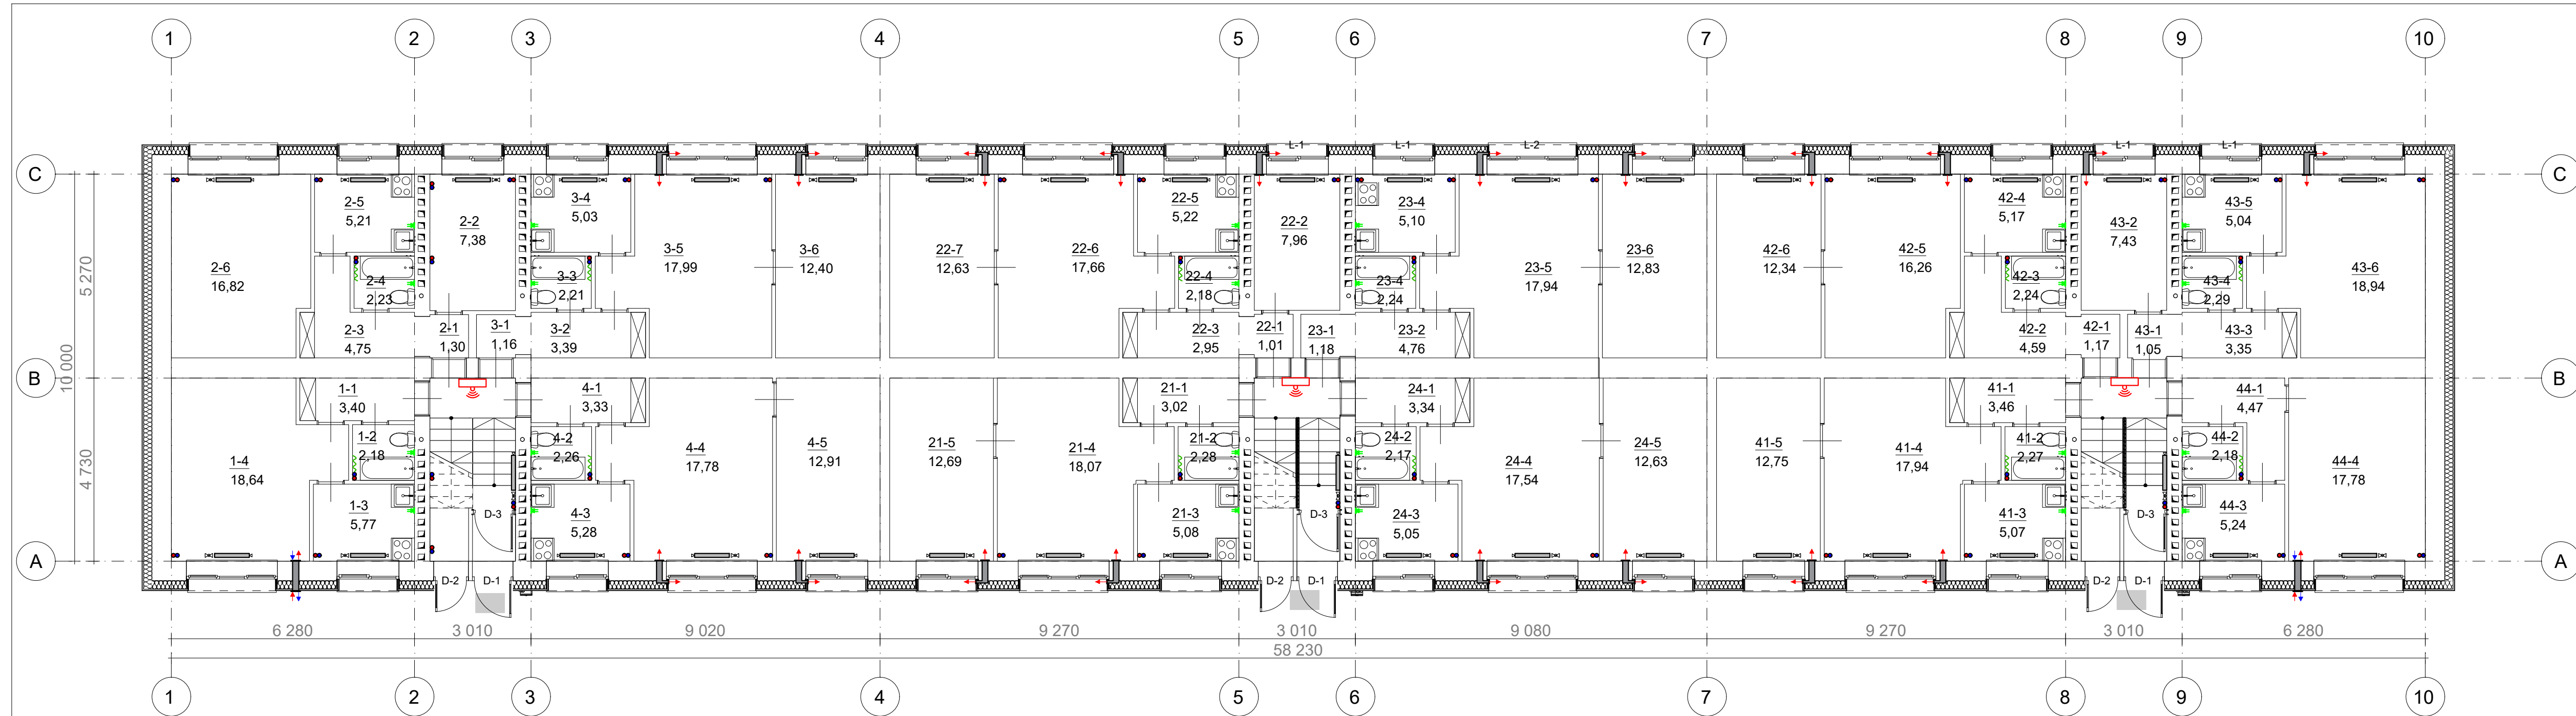 1 2 3 4 5 6 7 8 9 10
L-1 L-1 L-2 L-1 L-1
C C
2-5 2-2 3-4 22-5 22-2 23-4 42-4 43-2 43-5
5,21 7,38 5,03 5,22 7,96 5,10 5,17 7,43 5,04
2-6 3-5 3-6 22-7 22-6 23-5 23-6 42-6 42-5 43-6
16,82 17,99 12,40 12,63 17,66 17,94 12,83 12,34 16,26 18,94
2-4 3-3 22-4 23-4 42-3 43-4
2,23 2,21 2,18 2,24 2,24 2,29
2-3 2-1 3-1 3-2 22-3 22-1 23-1 23-2 42-2 42-1 43-1 43-3
4,75 1,30 1,16 3,39 2,95 1,01 1,18 4,76 4,59 1,17 1,05 3,35
5 270
10 000
4 730
B B
1-1 4-1 21-1 24-1 41-1 44-1
3,40 3,33 3,02 3,34 3,46 4,47
1-2 4-2 21-2 24-2 41-2 44-2
2,18 2,26 2,28 2,17 2,27 2,18
1-4 4-4 4-5 21-5 21-4 24-4 24-5 41-5 41-4 44-4
18,64 17,78 12,91 12,69 18,07 17,54 12,63 12,75 17,94 17,78
1-3 4-3 21-3 24-3 41-3 44-3
5,77 5,28 5,08 5,05 5,07 5,24
D-3 D-3 D-3
A A
D-2 D-1 D-2 D-1 D-2 D-1
6 280 3 010 9 020 9 270 3 010 9 080 9 270 3 010 6 280
58 230
1 2 3 4 5 6 7 8 9 10